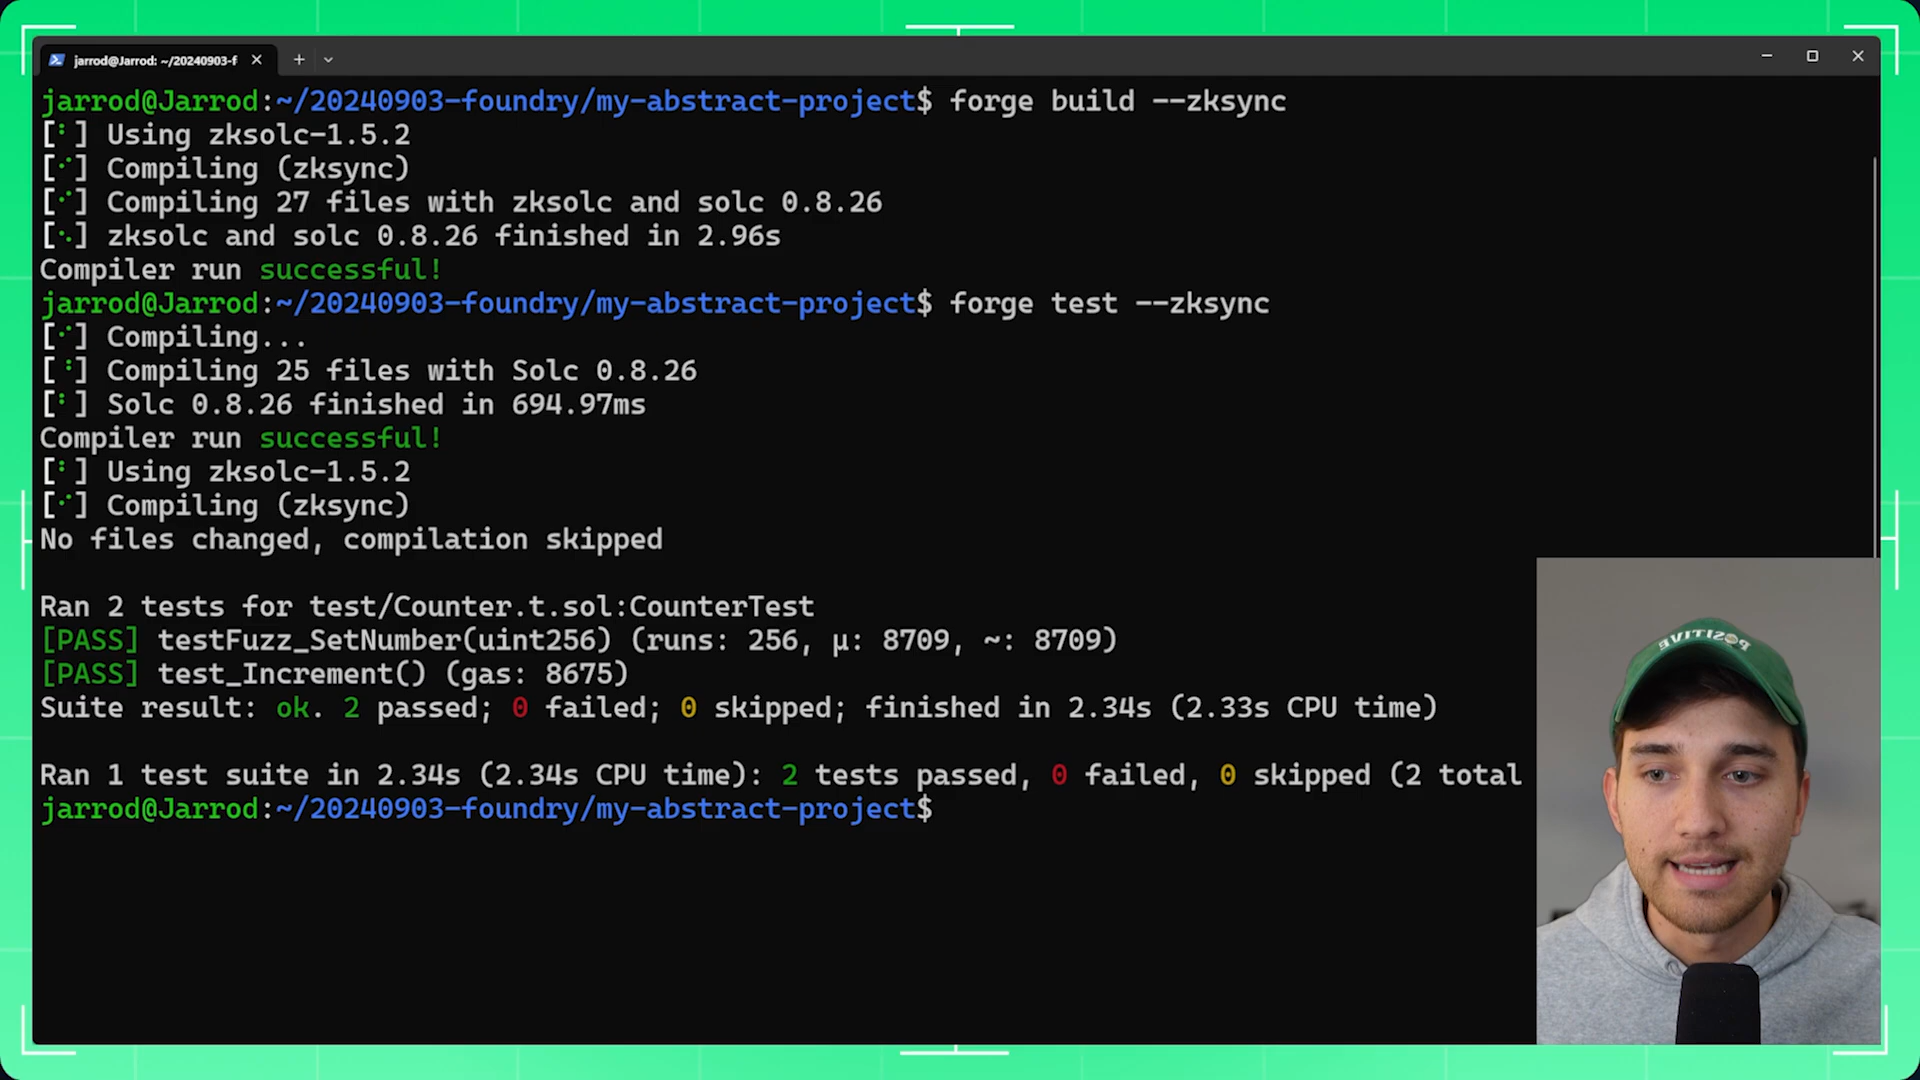 jarrod@Jarrod: ~/20240903-f
jarrod@Jarrod:~/20240903-foundry/my-abstract-project$ forge build --zksync
[⠃] Using zksolc-1.5.2
[⠊] Compiling (zksync)
[⠊] Compiling 27 files with zksolc and solc 0.8.26
[⠢] zksolc and solc 0.8.26 finished in 2.96s
Compiler run successful!
jarrod@Jarrod:~/20240903-foundry/my-abstract-project$ forge test --zksync
[⠊] Compiling...
[⠘] Compiling 25 files with Solc 0.8.26
[⠃] Solc 0.8.26 finished in 694.97ms
Compiler run successful!
[⠃] Using zksolc-1.5.2
[⠊] Compiling (zksync)
No files changed, compilation skipped
Ran 2 tests for test/Counter.t.sol:CounterTest
[PASS] testFuzz_SetNumber(uint256) (runs: 256, μ: 8709, ~: 8709)
[PASS] test_Increment() (gas: 8675)
Suite result: ok. 2 passed; 0 failed; 0 skipped; finished in 2.34s (2.33s CPU time)
Ran 1 test suite in 2.34s (2.34s CPU time): 2 tests passed, 0 failed, 0 skipped (2 total
jarrod@Jarrod:~/20240903-foundry/my-abstract-project$
POSITIVE